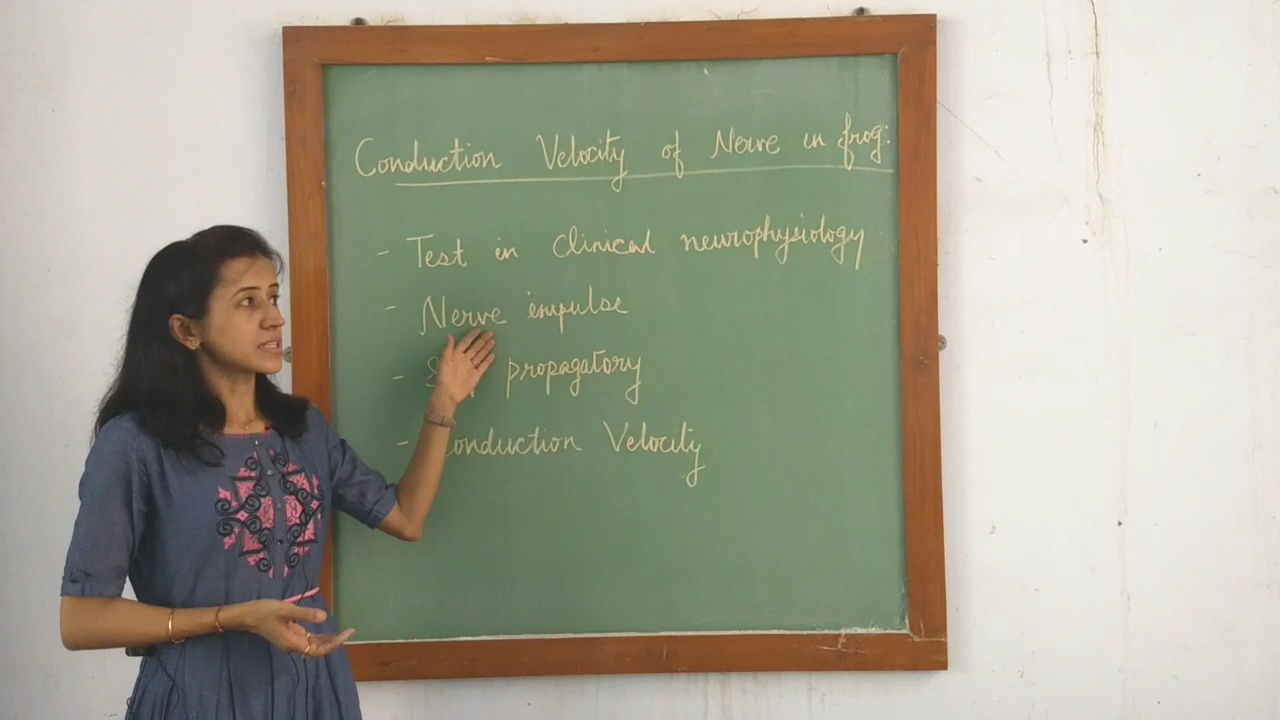 Conduction Velocity of Nerve in frog:
- Test in Clinical neurophysiology
- Nerve impulse
- propagatory
- Conduction Velocity